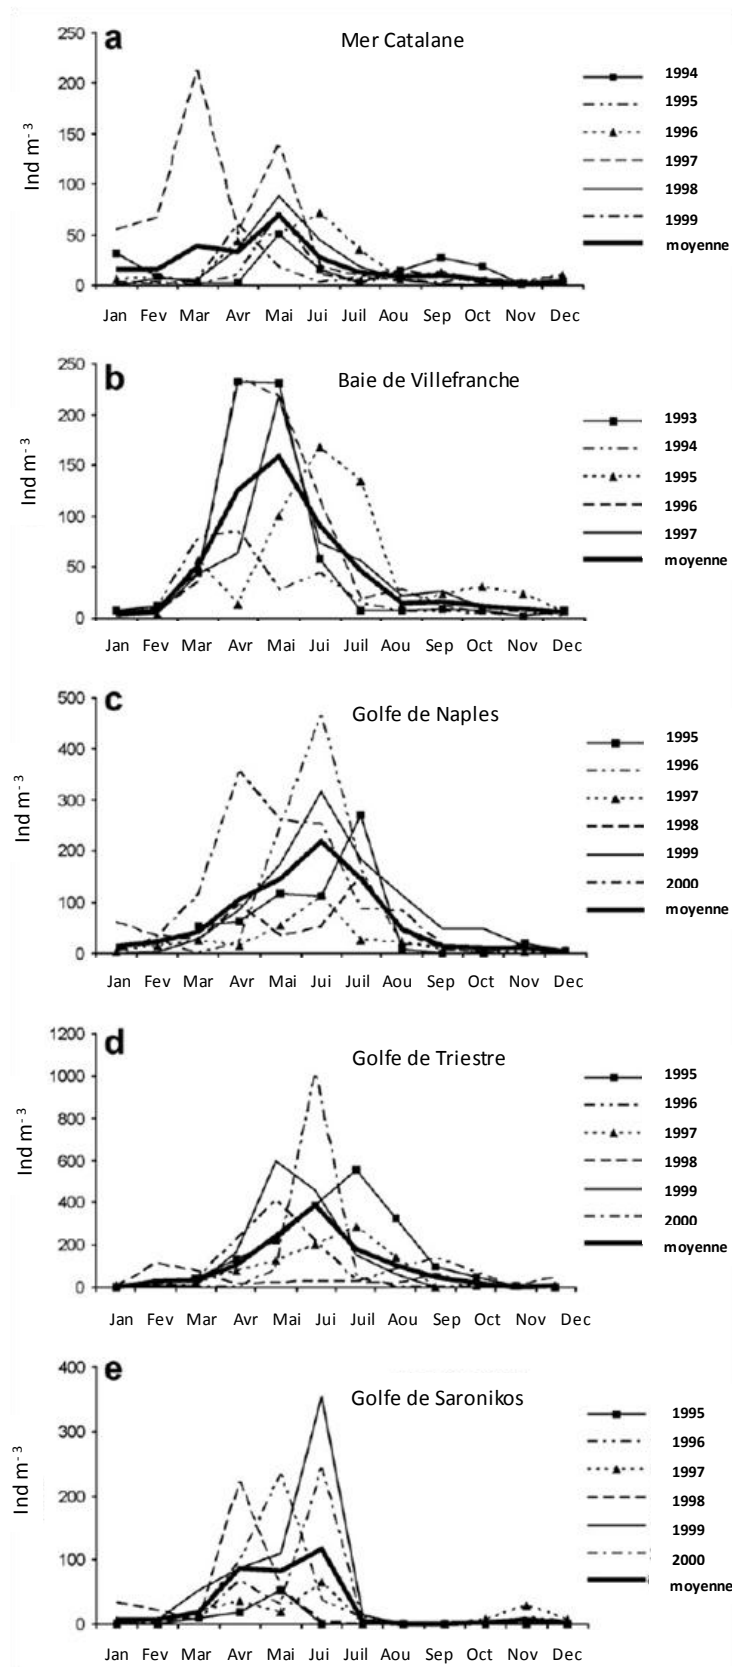 a
Mer Catalane
250
200
150
100
50
0
Ind m-3
Jan Fev Mar Avr Mai Jui Juil Aou Sep Oct Nov Dec
1994
1995
1996
1997
1998
1999
moyenne
b
Baie de Villefranche
250
200
150
100
50
0
Ind m-3
Jan Fev Mar Avr Mai Jui Juil Aou Sep Oct Nov Dec
1993
1994
1995
1996
1997
moyenne
c
Golfe de Naples
500
400
300
200
100
0
Ind m-3
Jan Fev Mar Avr Mai Jui Juil Aou Sep Oct Nov Dec
1995
1996
1997
1998
1999
2000
moyenne
d
Golfe de Triestre
1200
1000
800
600
400
200
0
Ind m-3
Jan Fev Mar Avr Mai Jui Juil Aou Sep Oct Nov Dec
1995
1996
1997
1998
1999
2000
moyenne
e
Golfe de Saronikos
400
300
200
100
0
Ind m-3
Jan Fev Mar Avr Mai Jui Juil Aou Sep Oct Nov Dec
1995
1996
1997
1998
1999
2000
moyenne